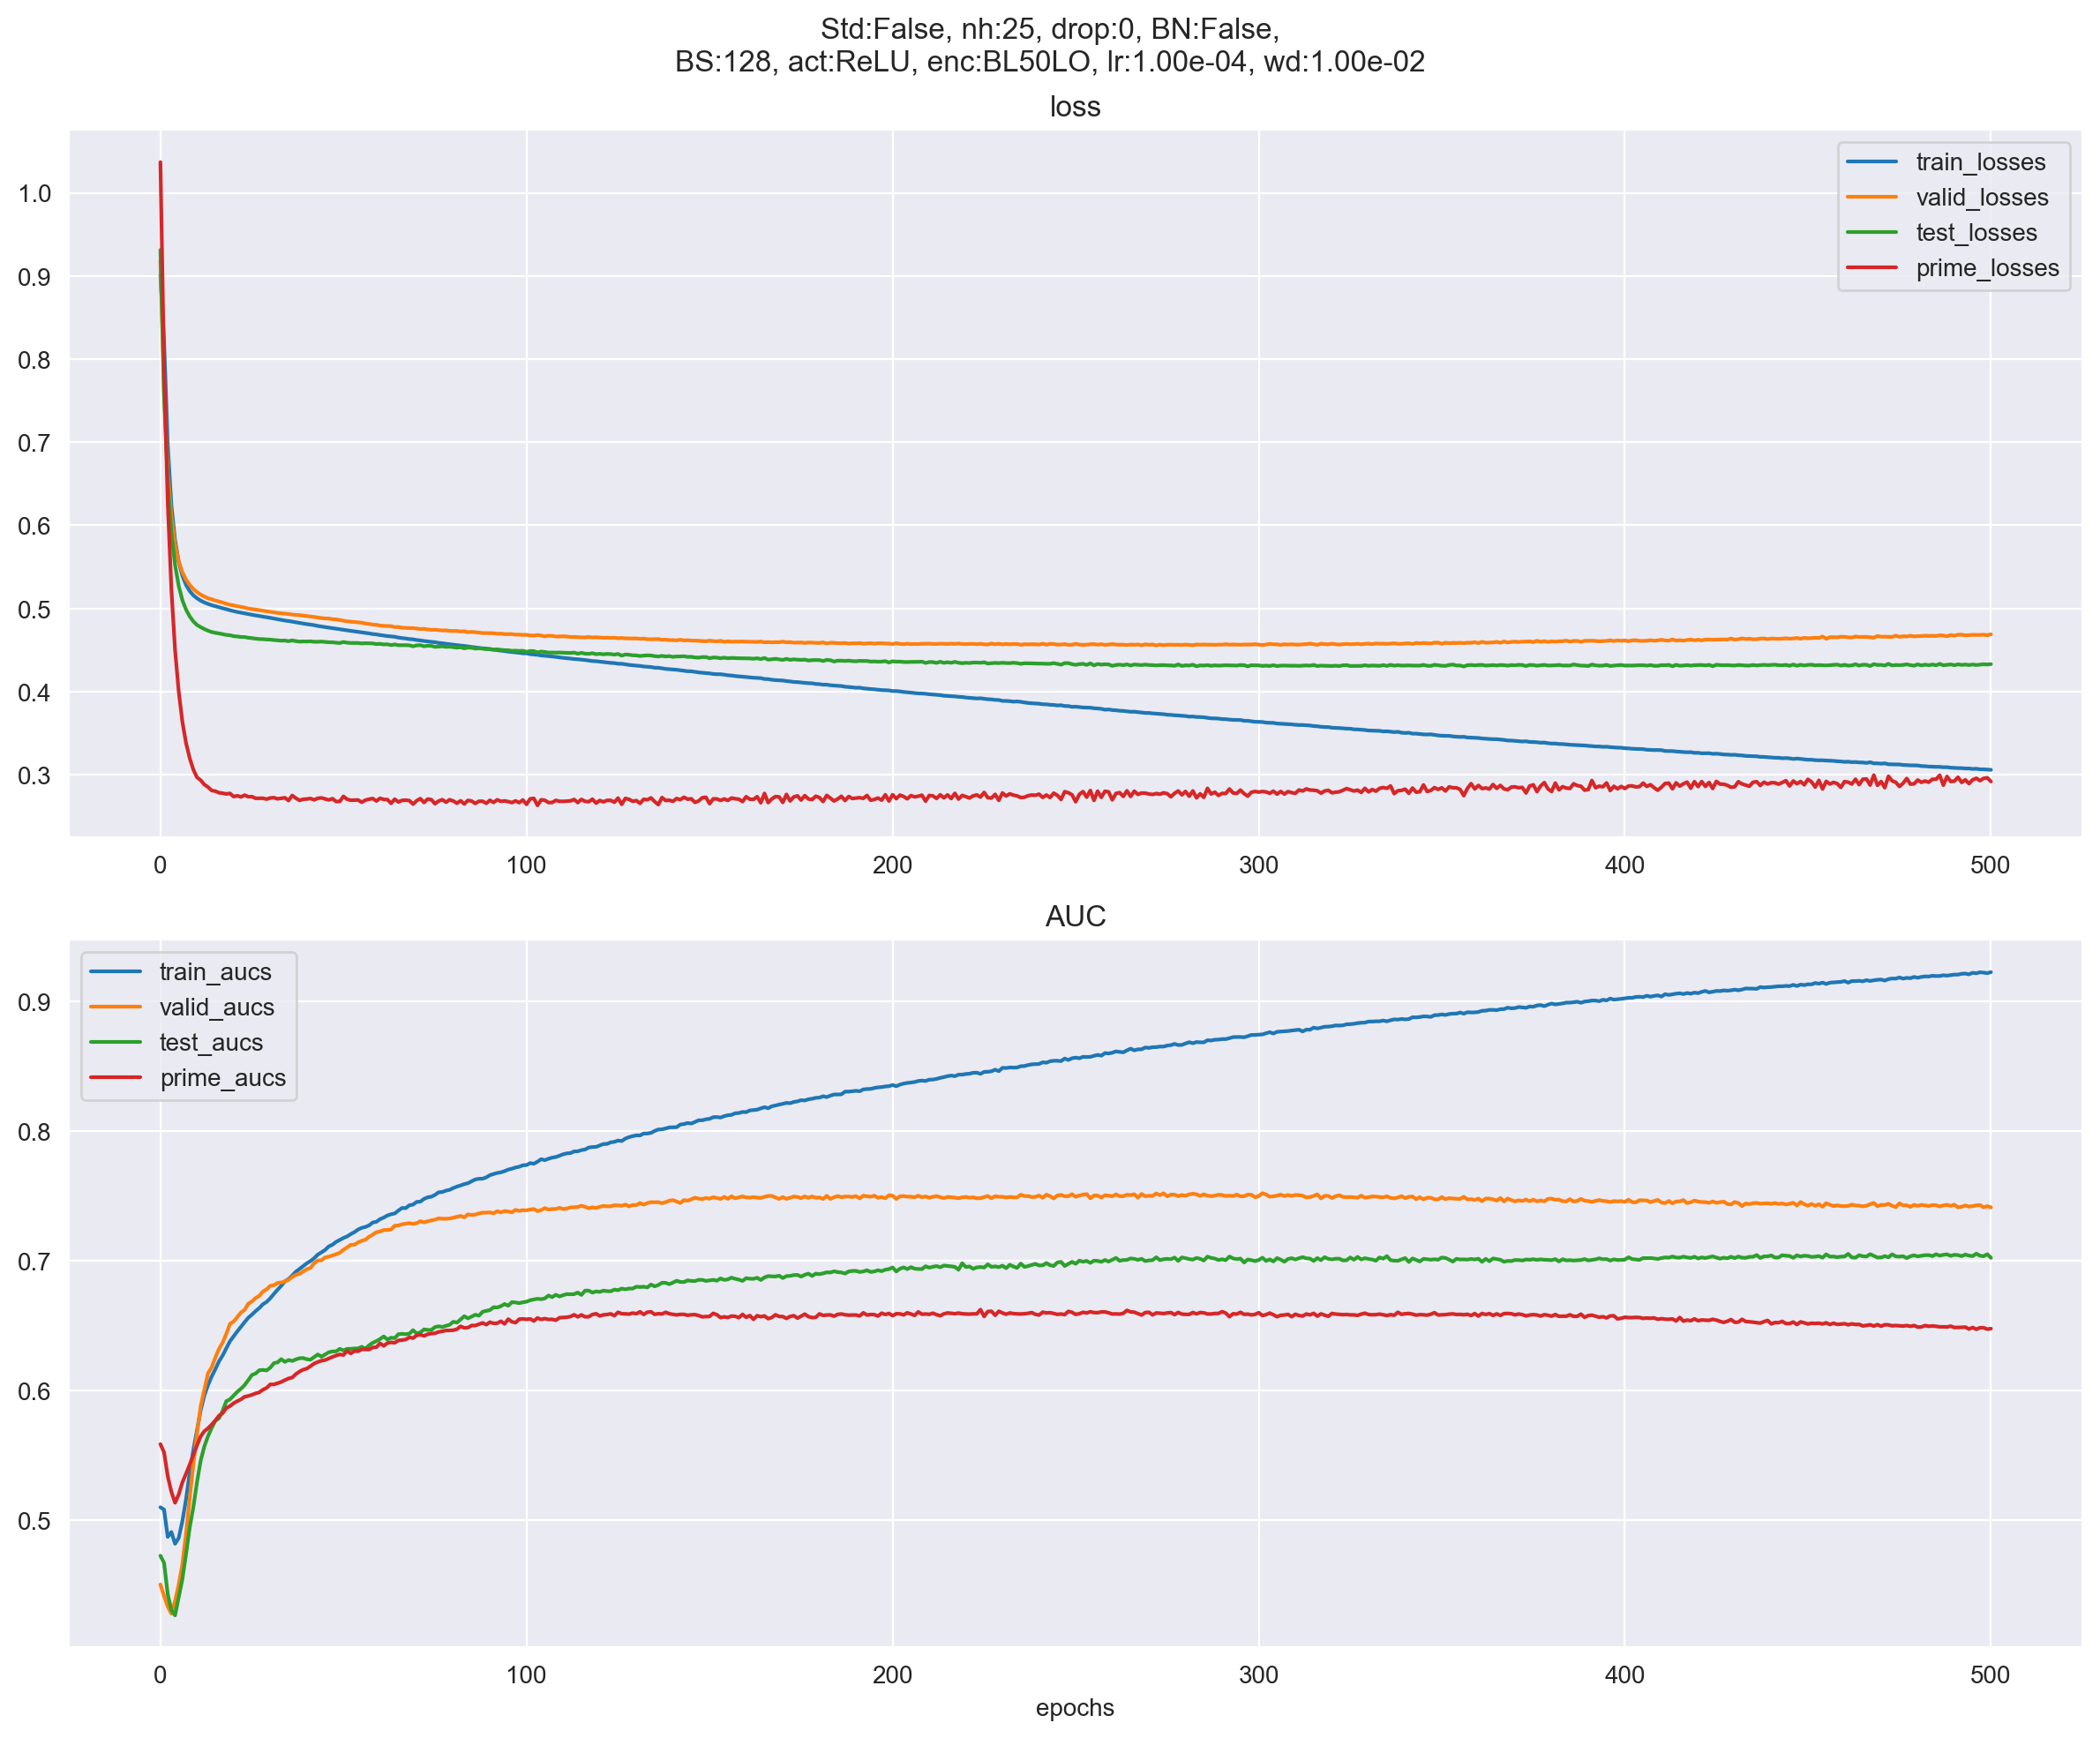 Std:False, nh:25, drop:0, BN:False,
BS:128, act:ReLU, enc:BL50LO, lr:1.00e-04, wd:1.00e-02
loss
train_losses
valid_losses
test_losses
prime_losses
1.0
0.9
0.8
0.7
0.6
0.5
0.4
0.3
0 100 200 300 400 500
AUC
train_aucs
valid_aucs
test_aucs
prime_aucs
0.9
0.8
0.7
0.6
0.5
0 100 200 300 400 500
epochs